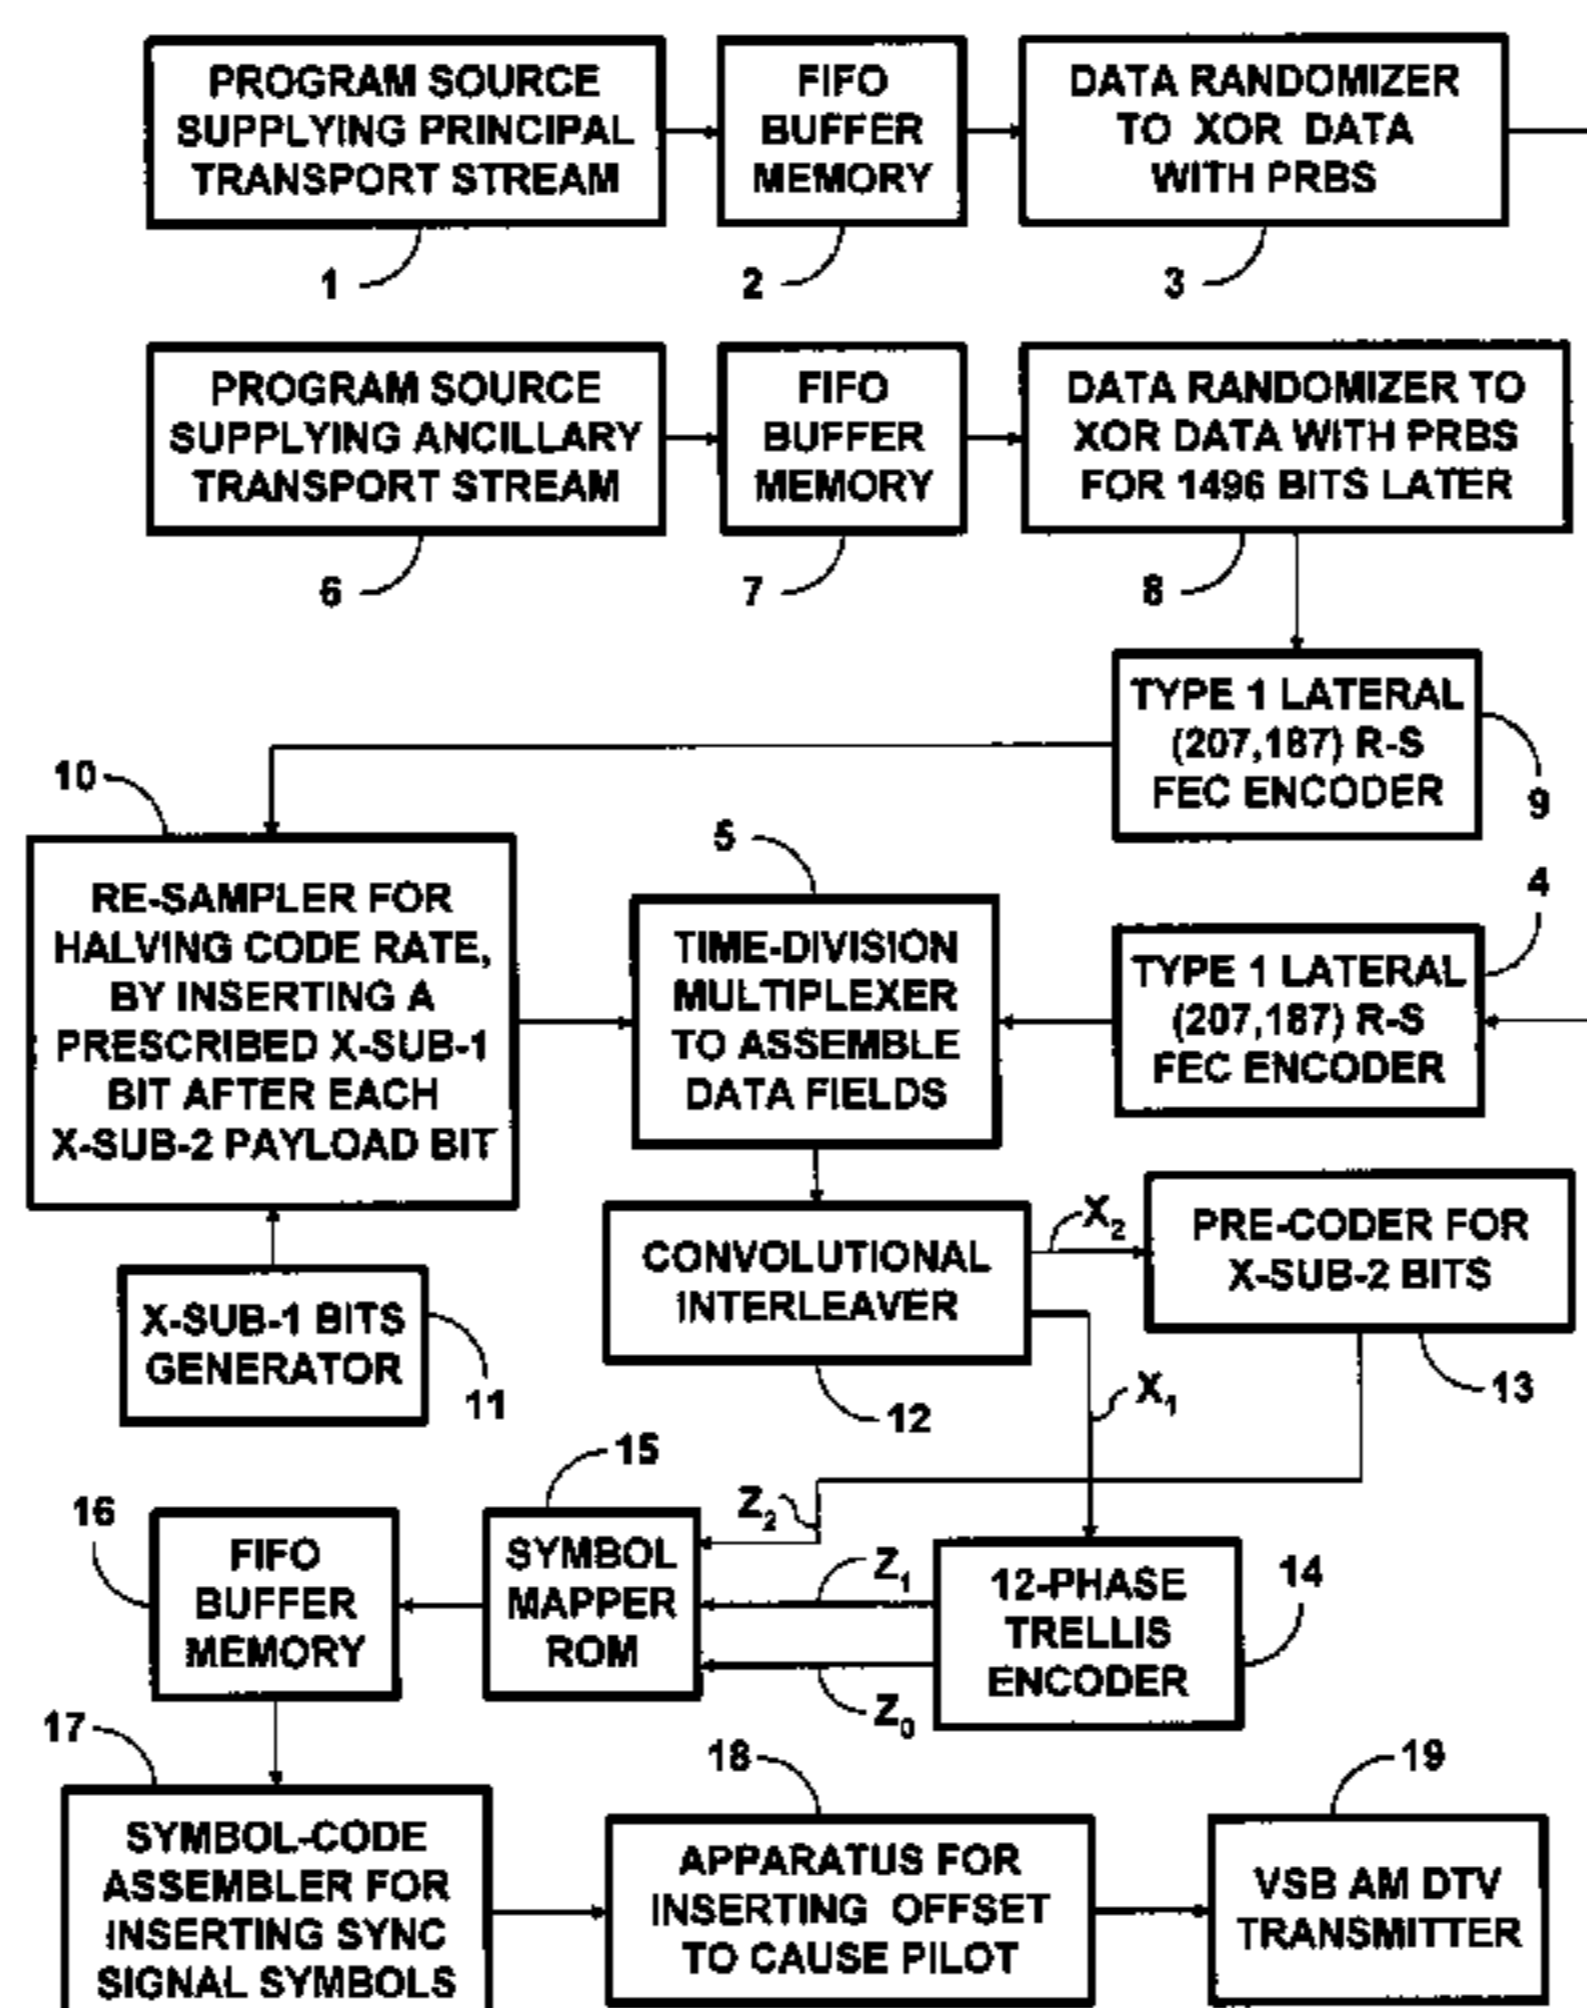 PROGRAM SOURCE
SUPPLYING PRINCIPAL
TRANSPORT STREAM
FIFO
BUFFER
MEMORY
DATA RANDOMIZER
TO XOR DATA
WITH PRBS
1
2
3
PROGRAM SOURCE
SUPPLYING ANCILLARY
TRANSPORT STREAM
FIFO
BUFFER
MEMORY
DATA RANDOMIZER TO
XOR DATA WITH PRBS
FOR 1496 BITS LATER
6
7
8
TYPE 1 LATERAL
(207,187) R-S
FEC ENCODER
9
10
RE-SAMPLER FOR
HALVING CODE RATE,
BY INSERTING A
PRESCRIBED X-SUB-1
BIT AFTER EACH
X-SUB-2 PAYLOAD BIT
5
TIME-DIVISION
MULTIPLEXER
TO ASSEMBLE
DATA FIELDS
4
TYPE 1 LATERAL
(207,187) R-S
FEC ENCODER
X-SUB-1 BITS
GENERATOR
11
CONVOLUTIONAL
INTERLEAVER
12
X2
PRE-CODER FOR
X-SUB-2 BITS
13
X1
16
FIFO
BUFFER
MEMORY
15
SYMBOL
MAPPER
ROM
Z2
Z1
Z0
12-PHASE
TRELLIS
ENCODER
14
17
SYMBOL-CODE
ASSEMBLER FOR
INSERTING SYNC
SIGNAL SYMBOLS
18
APPARATUS FOR
INSERTING OFFSET
TO CAUSE PILOT
19
VSB AM DTV
TRANSMITTER